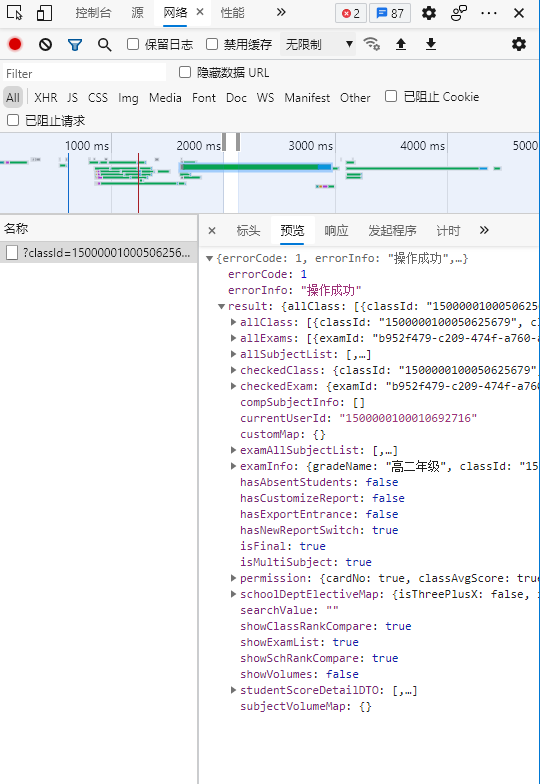 控制台 源 网络 性能 2 87
保留日志 禁用缓存 无限制
Filter 隐藏数据 URL
All XHR JS CSS Img Media Font Doc WS Manifest Other 已阻止 Cookie
已阻止请求
1000 ms 2000 ms 3000 ms 4000 ms 5000
名称 标头 预览 响应 发起程序 计时
?classId=15000001000506256...
{errorCode: 1, errorInfo: "操作成功",…}
errorCode: 1
errorInfo: "操作成功"
result: {allClass: [{classId: "1500000100050625
allClass: [{classId: "1500000100050625679", c
allExams: [{examId: "b952f479-c209-474f-a760-a
allSubjectList: [,…]
checkedClass: {classId: "1500000100050625679",
checkedExam: {examId: "b952f479-c209-474f-a760
compSubjectInfo: []
currentUserId: "1500000100010692716"
customMap: {}
examAllSubjectList: [,…]
examInfo: {gradeName: "高二年级", classId: "15
hasAbsentStudents: false
hasCustomizeReport: false
hasExportEntrance: false
hasNewReportSwitch: true
isFinal: true
isMultiSubject: true
permission: {cardNo: true, classAvgScore: true
schoolDeptElectiveMap: {isThreePlusX: false,
searchValue: ""
showClassRankCompare: true
showExamList: true
showSchRankCompare: true
showVolumes: false
studentScoreDetailDTO: [,…]
subjectVolumeMap: {}